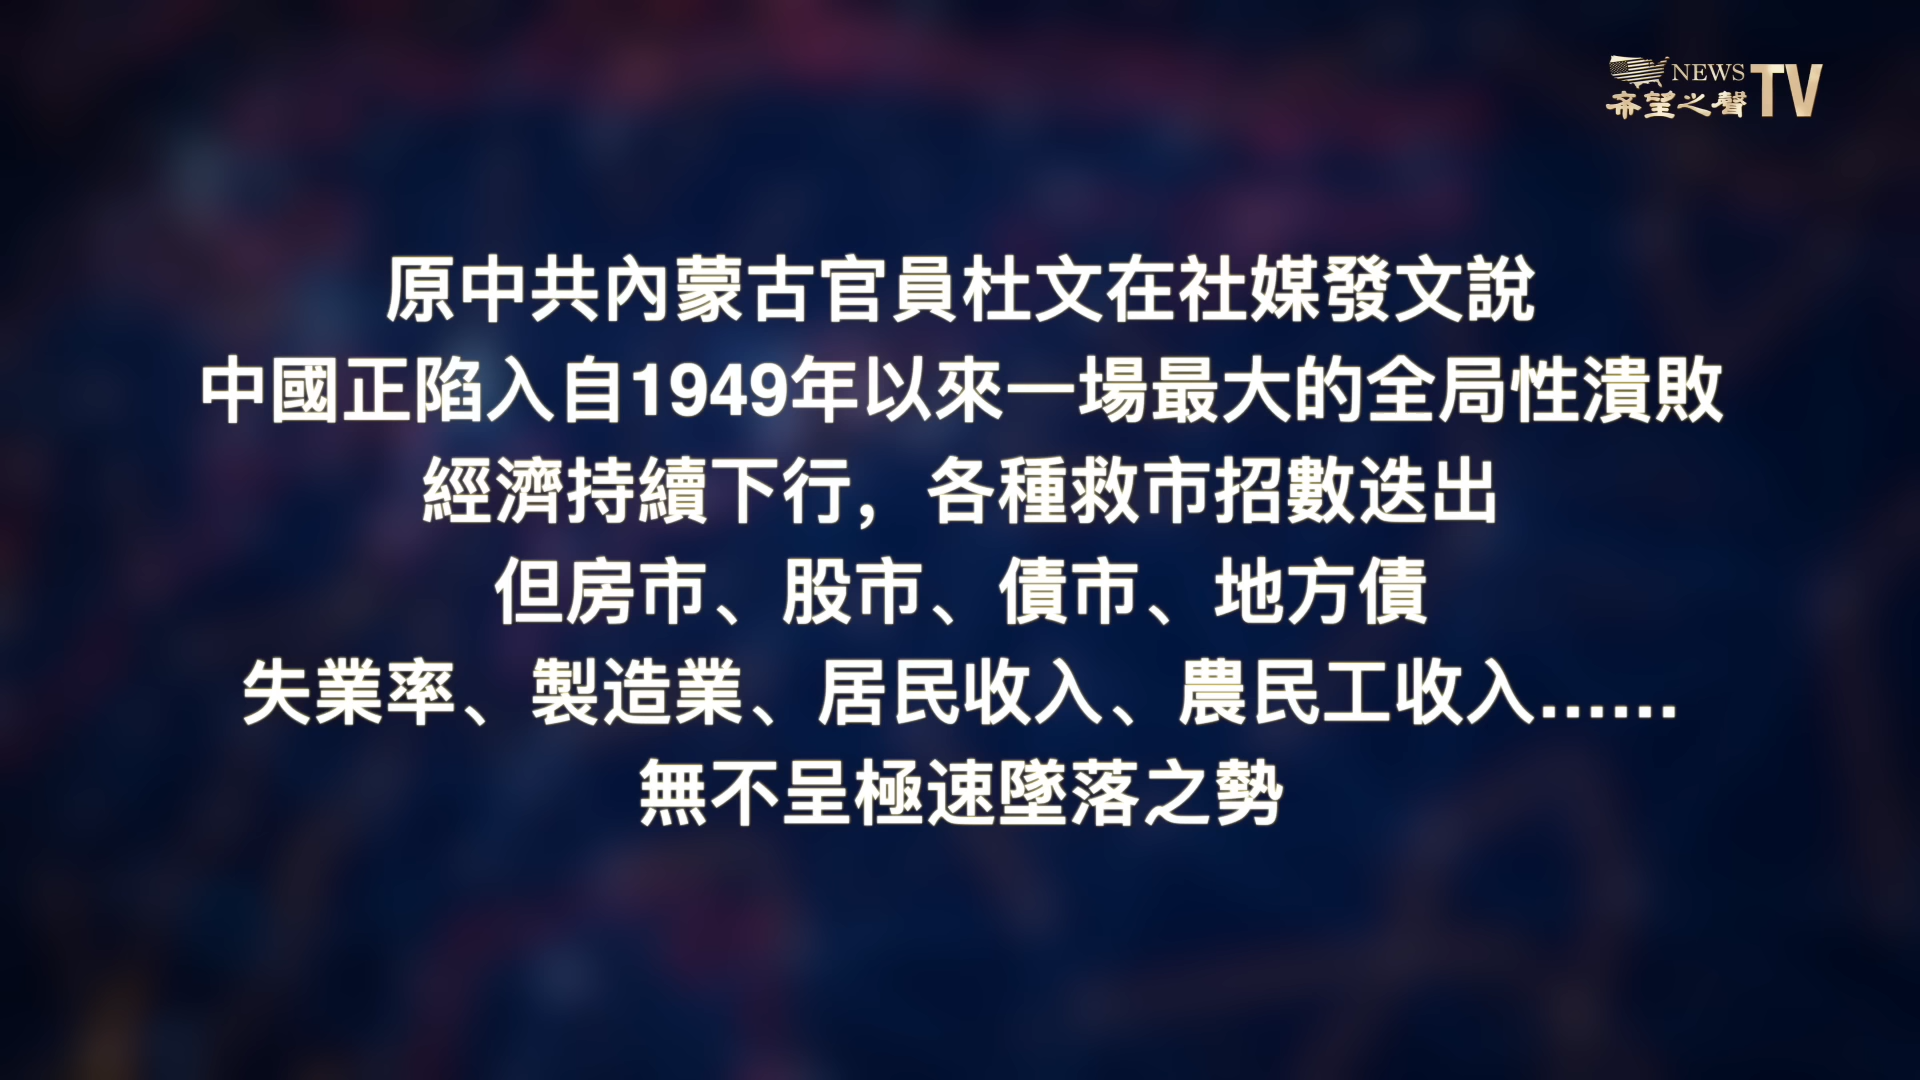 NEWS
希望之聲TV
原中共內蒙古官員杜文在社媒發文說
中國正陷入自1949年以來一場最大的全局性潰敗
經濟持續下行，各種救市招數迭出
但房市、股市、債市、地方債
失業率、製造業、居民收入、農民工收入......
無不呈極速墜落之勢